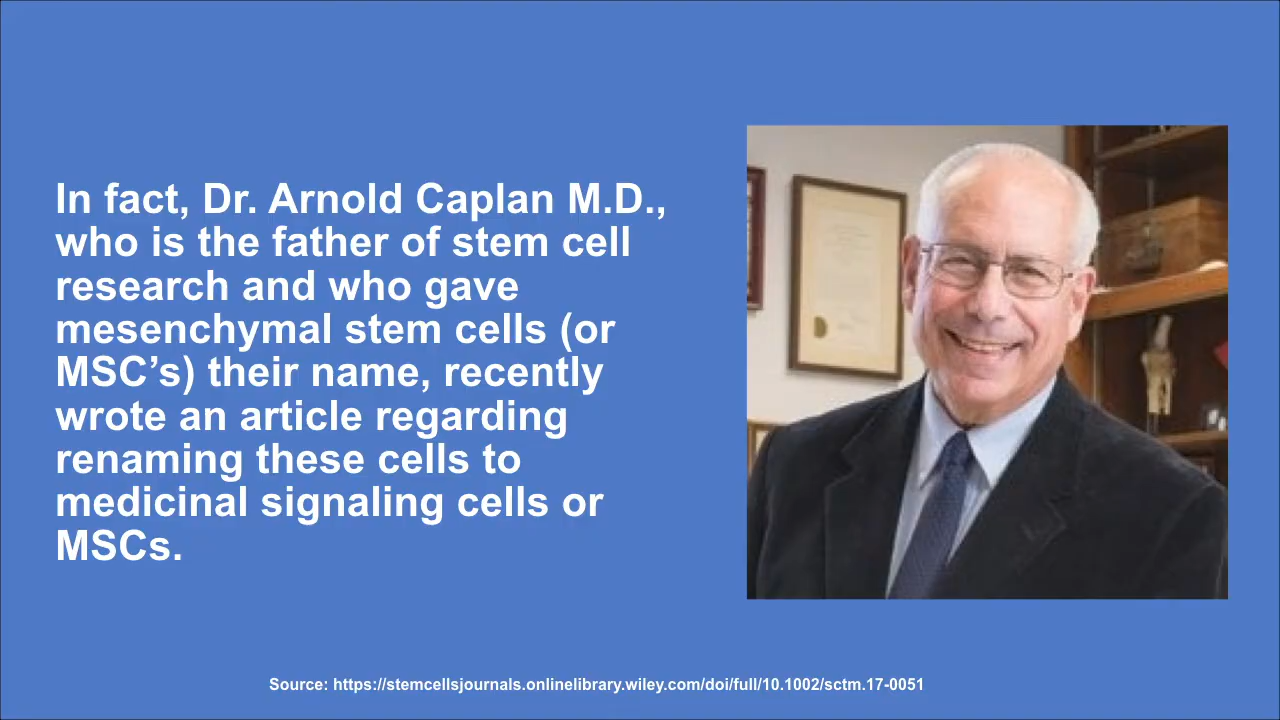 In fact, Dr. Arnold Caplan M.D.,
who is the father of stem cell
research and who gave
mesenchymal stem cells (or
MSC’s) their name, recently
wrote an article regarding
renaming these cells to
medicinal signaling cells or
MSCs.
Source: https://stemcellsjournals.onlinelibrary.wiley.com/doi/full/10.1002/sctm.17-0051